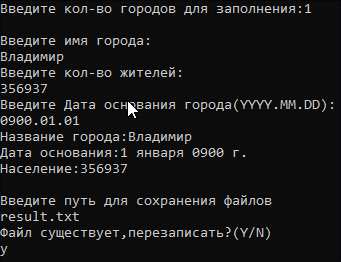 Введите кол-во городов для заполнения:1
Введите имя города:
Владимир
Введите кол-во жителей:
356937
Введите Дата основания города(YYYY.MM.DD):
0900.01.01
Название города:Владимир
Дата основания:1 января 0900 г.
Население:356937
Введите путь для сохранения файлов
result.txt
Файл существует,перезаписать?(Y/N)
y